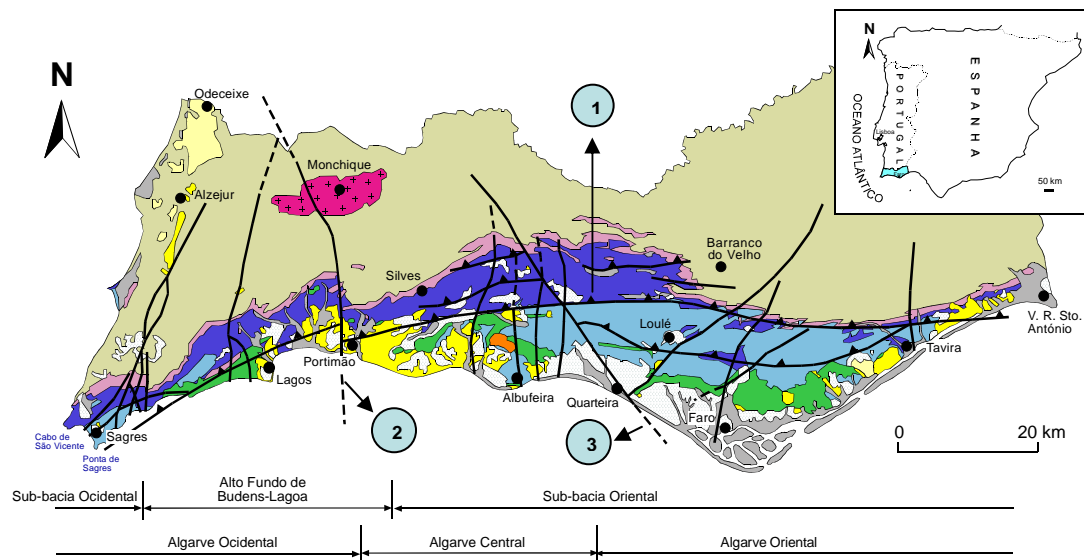 N
Odeceixe
Monchique
Alzejur
1
Silves
Barranco
do Velho
Loulé
V. R. Sto.
António
Tavira
Portimão
Lagos
Albufeira
Quarteira
Faro
Sagres
Cabo de
São Vicente
Ponta de
Sagres
2
3
0
20 km
N
ESPANHA
PORTUGAL
Lisboa
OCEANO ATLÂNTICO
50 km
Sub-bacia Ocidental
Alto Fundo de
Budens-Lagoa
Sub-bacia Oriental
Algarve Ocidental
Algarve Central
Algarve Oriental